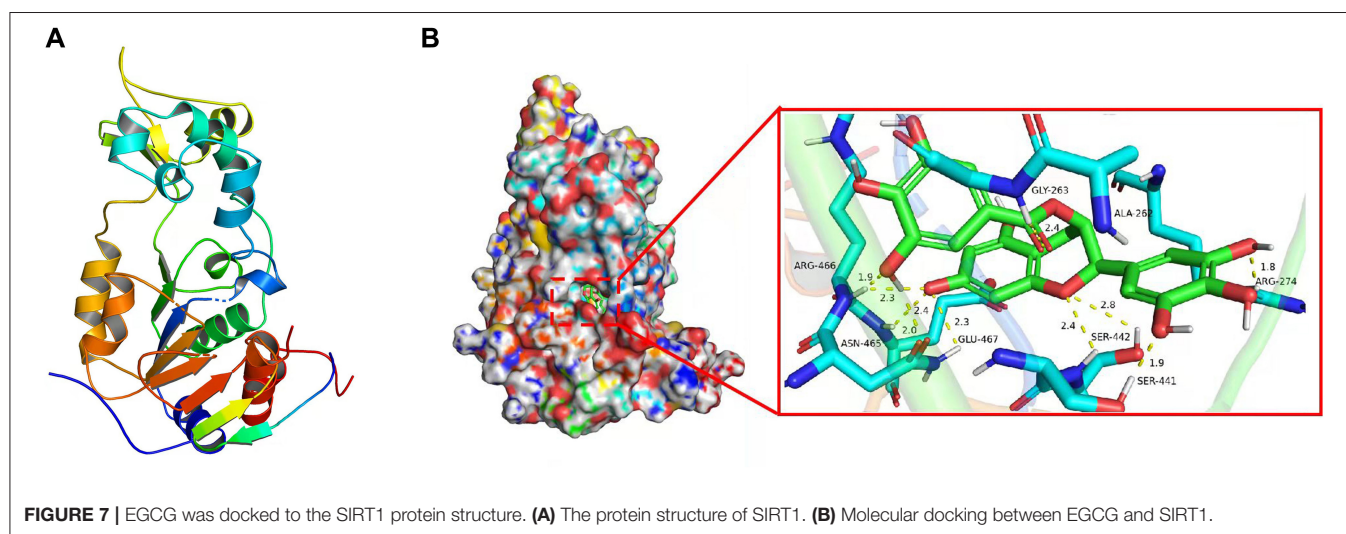 A
B
GLY-263
ALA-262
2.4
ARG-466
1.9
1.8
ARG-274
2.3
2.8
2.4
2.3
2.4
ASN-465
2.0
GLU-467
SER-442
1.9
SER-441
FIGURE 7 | EGCG was docked to the SIRT1 protein structure. (A) The protein structure of SIRT1. (B) Molecular docking between EGCG and SIRT1.